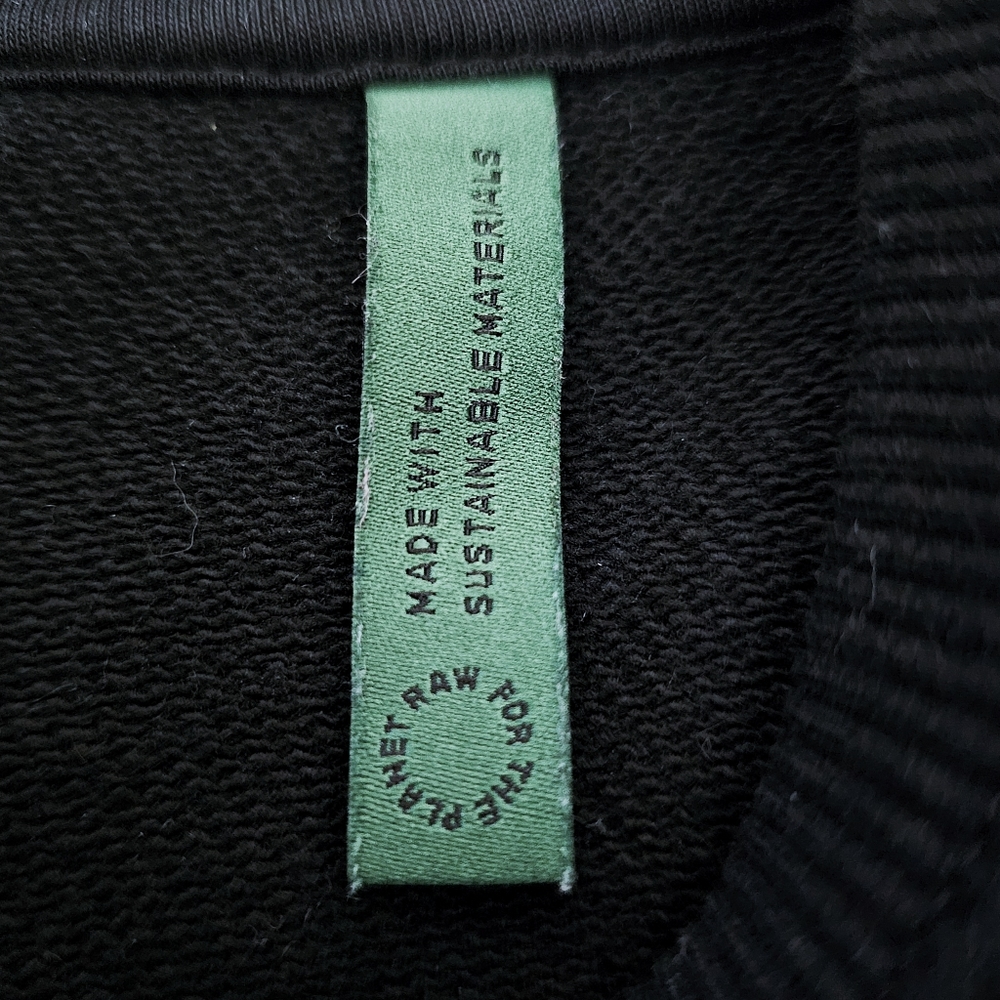 MADE WITH
SUSTAINABLE MATERIALS
RAW FOR THE PLANET